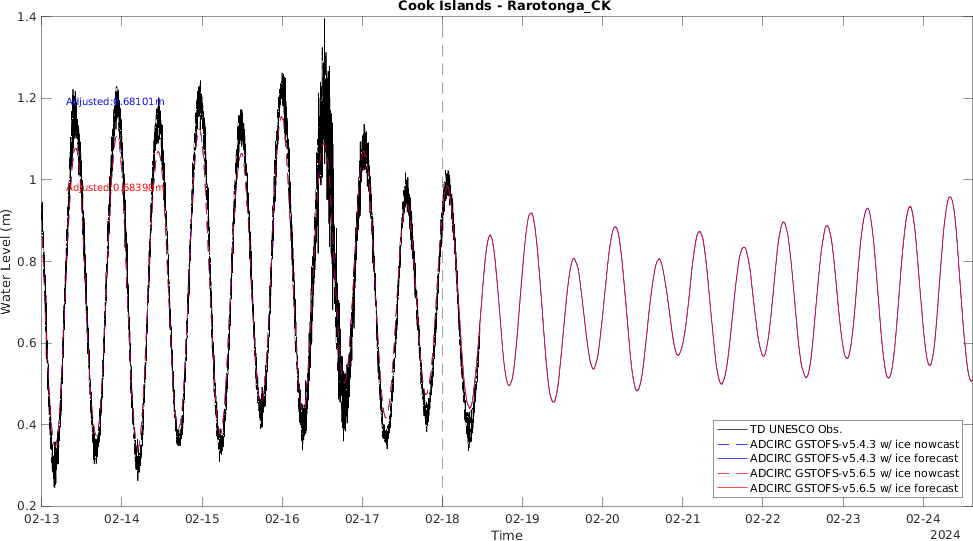 Cook Islands - Rarotonga_CK
1.4
1.2
1
0.8
0.6
0.4
0.2
Water Level (m)
Adjusted:0.68101m
Adjusted:0.68398m
TD UNESCO Obs.
ADCIRC GSTOFS-v5.4.3 w/ ice nowcast
ADCIRC GSTOFS-v5.4.3 w/ ice forecast
ADCIRC GSTOFS-v5.6.5 w/ ice nowcast
ADCIRC GSTOFS-v5.6.5 w/ ice forecast
02-13 02-14 02-15 02-16 02-17 02-18 02-19 02-20 02-21 02-22 02-23 02-24
Time
2024